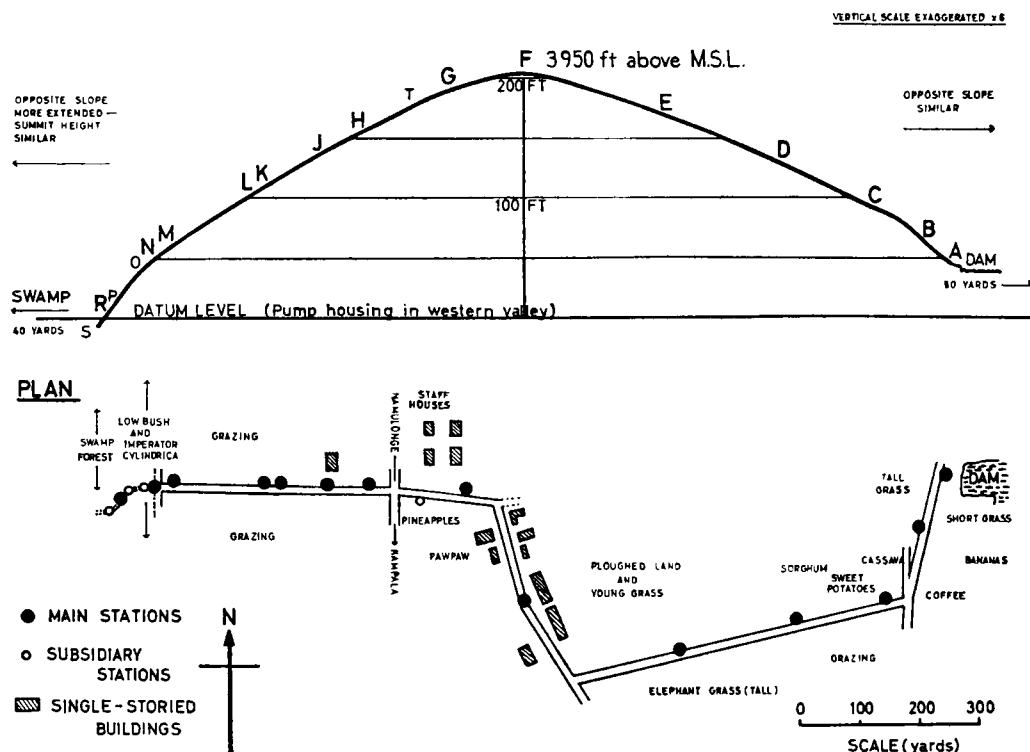 VERTICAL SCALE EXAGGERATED x6
F 3950 ft above M.S.L.
200 FT
G
T
E
OPPOSITE SLOPE
MORE EXTENDED —
SUMMIT HEIGHT
SIMILAR
OPPOSITE SLOPE
SIMILAR
H
J
D
L K
100 FT
C
N M
O
B
A DAM
80 YARDS
SWAMP
R P
DATUM LEVEL (Pump housing in western valley)
40 YARDS
S
PLAN
SWAMP
FOREST
LOW BUSH
AND
IMPERATOR
CYLINDRICA
GRAZING
NAMULONGE
STAFF
HOUSES
TALL
GRASS
DAM
SHORT GRASS
GRAZING
KAMPALA
PINEAPPLES
PAWPAW
PLOUGHED LAND
AND
YOUNG GRASS
SORGHUM
SWEET
POTATOES
CASSAVA
BANANAS
COFFEE
GRAZING
ELEPHANT GRASS (TALL)
MAIN STATIONS
SUBSIDIARY
STATIONS
SINGLE-STORIED
BUILDINGS
N
0 100 200 300
SCALE (yards)